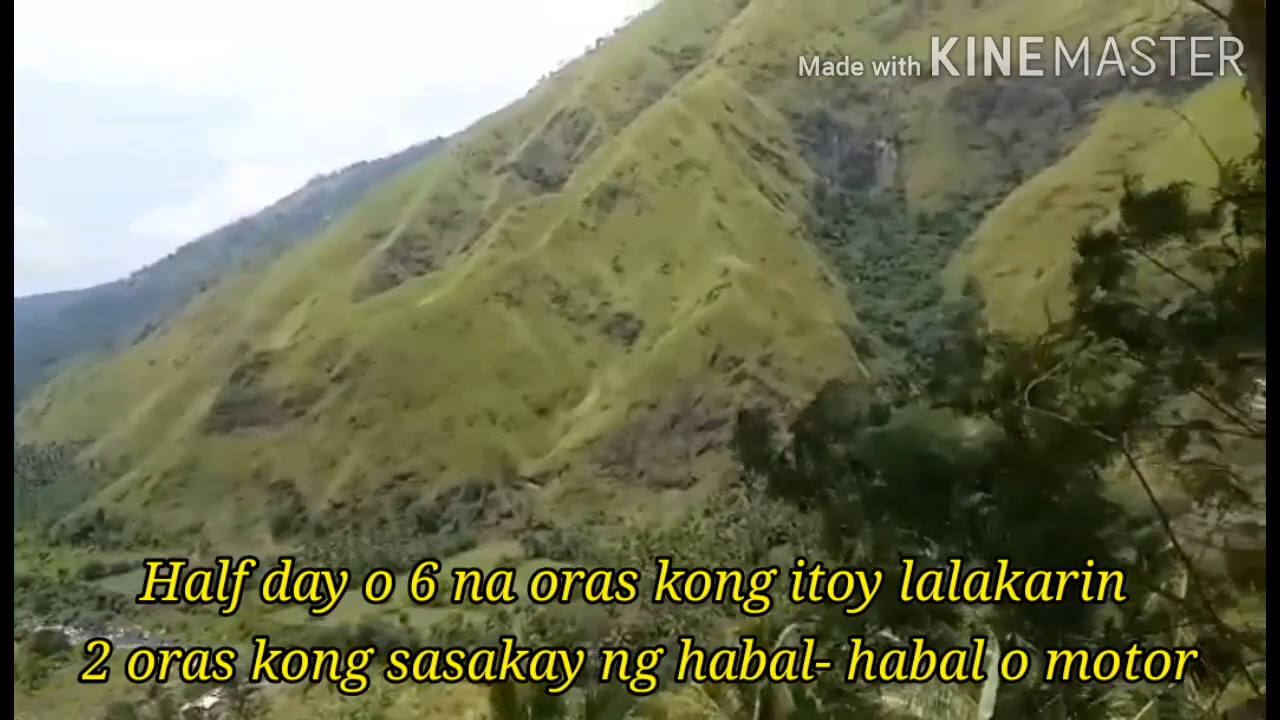 Made with KINEMASTER
Half day o 6 na oras kong itoy lalakarin
2 oras kong sasakay ng habal- habal o motor